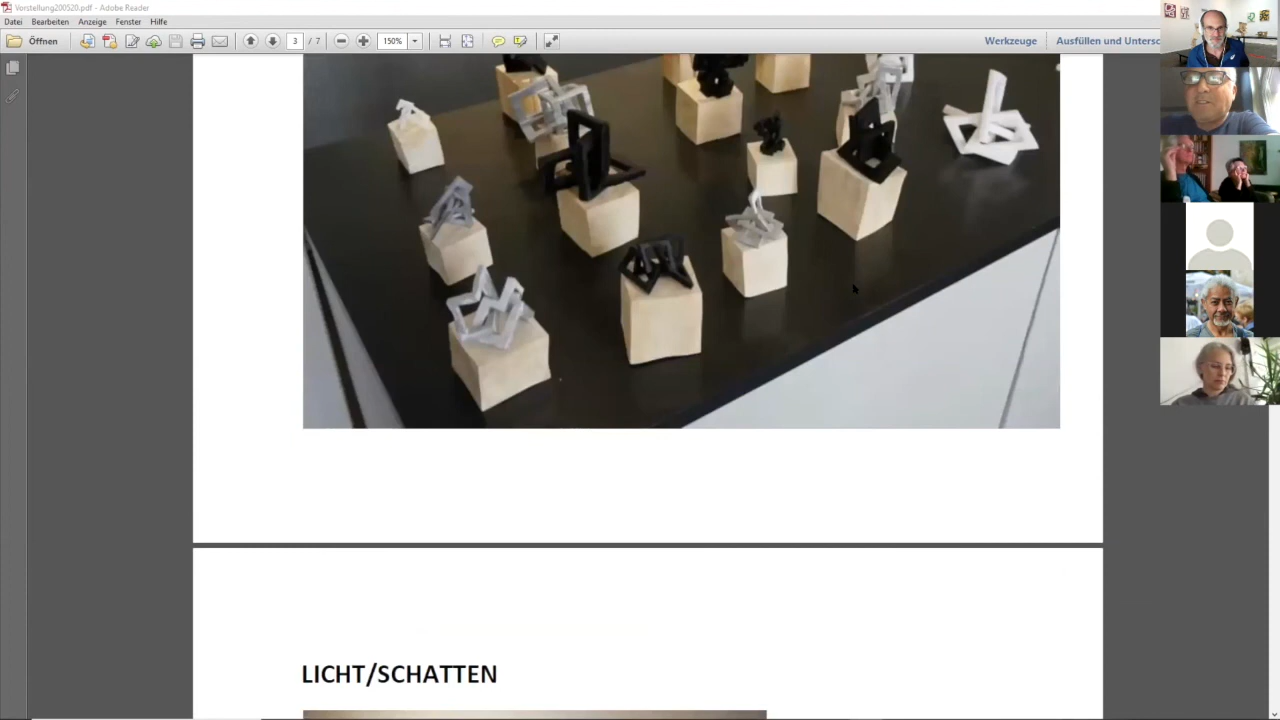 Vorstellung200520.pdf - Adobe Reader
Datei Bearbeiten Anzeige Fenster Hilfe
Öffnen 3 / 7 150% Werkzeuge Ausfüllen und Untersc
LICHT/SCHATTEN